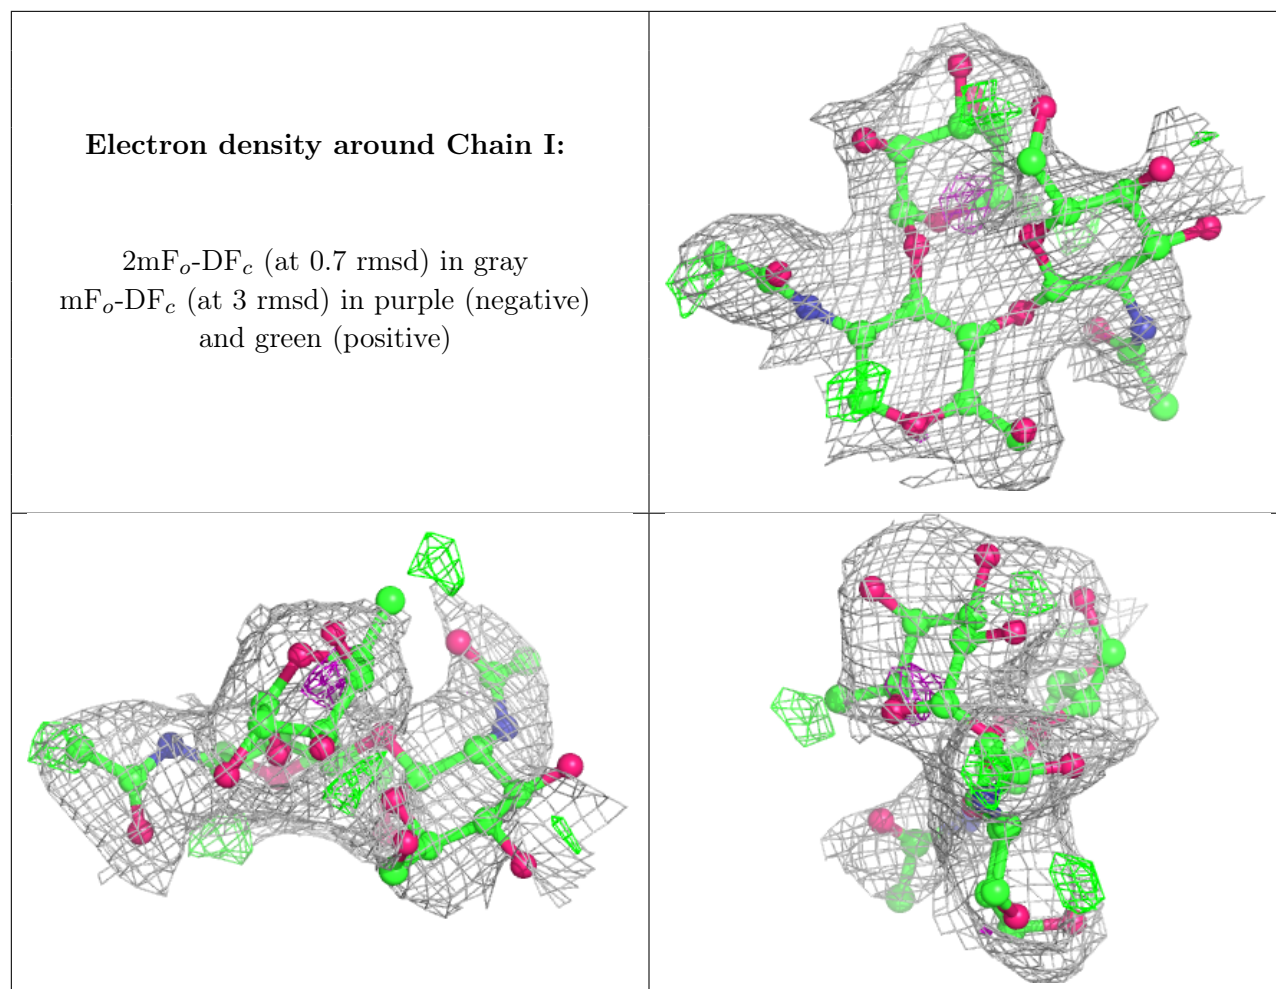 Electron density around Chain I:
2mFo-DFc (at 0.7 rmsd) in gray
mFo-DFc (at 3 rmsd) in purple (negative)
and green (positive)